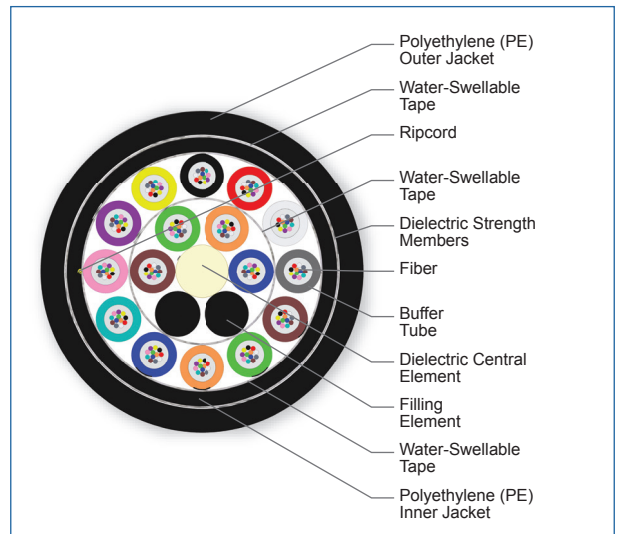 Polyethylene (PE)
Outer Jacket
Water-Swellable
Tape
Ripcord
Water-Swellable
Tape
Dielectric Strength
Members
Fiber
Buffer
Tube
Dielectric Central
Element
Filling
Element
Water-Swellable
Tape
Polyethylene (PE)
Inner Jacket